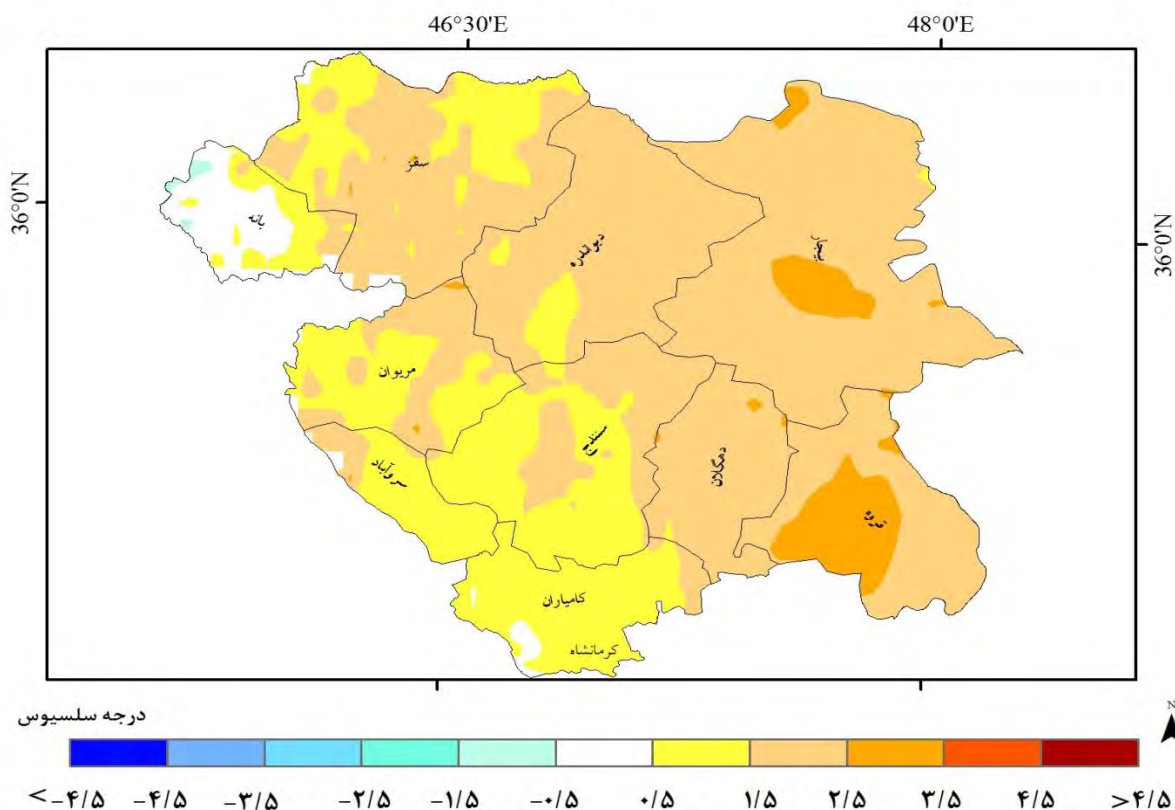 46°30'E 48°0'E
36°0'N
36°0'N
سقز
بانه
دیواندره
مریوان
سنندج
سروآباد
دهگلان
قروه
کامیاران
کرمانشاه
درجه سلسیوس
N
< -۴/۵ -۴/۵ -۳/۵ -۲/۵ -۱/۵ -۰/۵ ۰/۵ ۱/۵ ۲/۵ ۳/۵ ۴/۵ >۴/۵